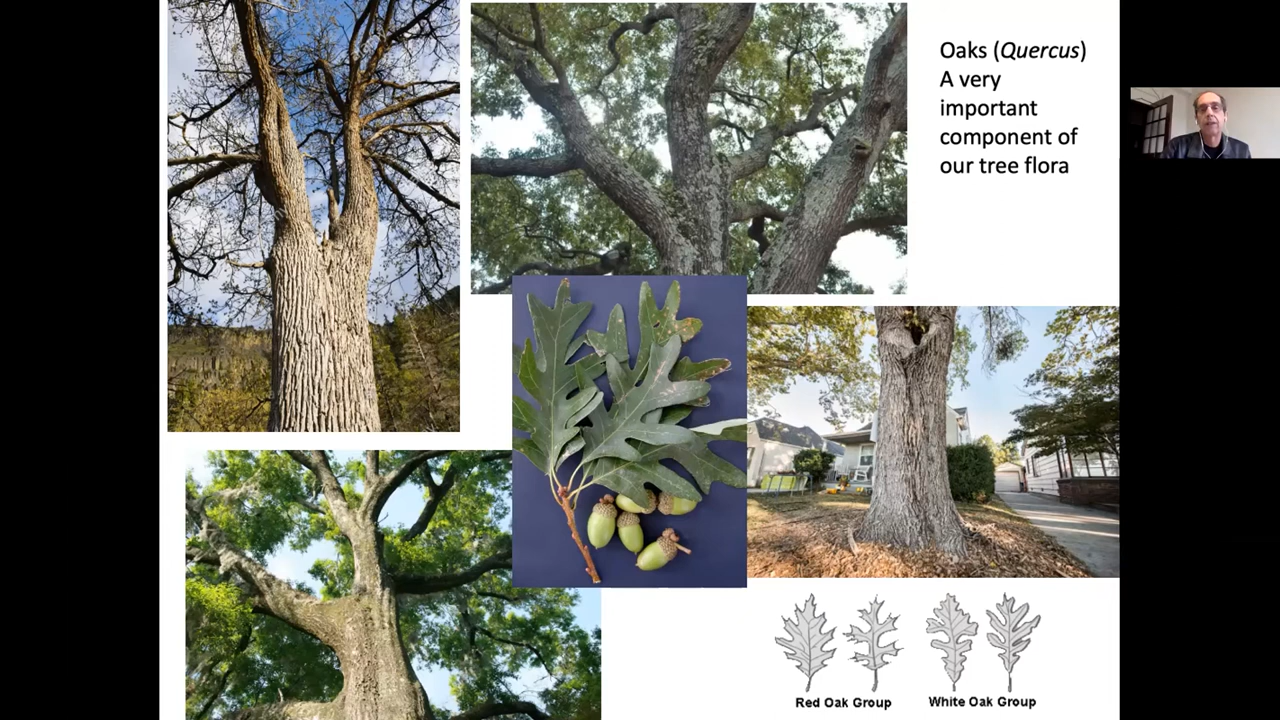 Oaks (Quercus)
A very
important
component of
our tree flora
Red Oak Group
White Oak Group